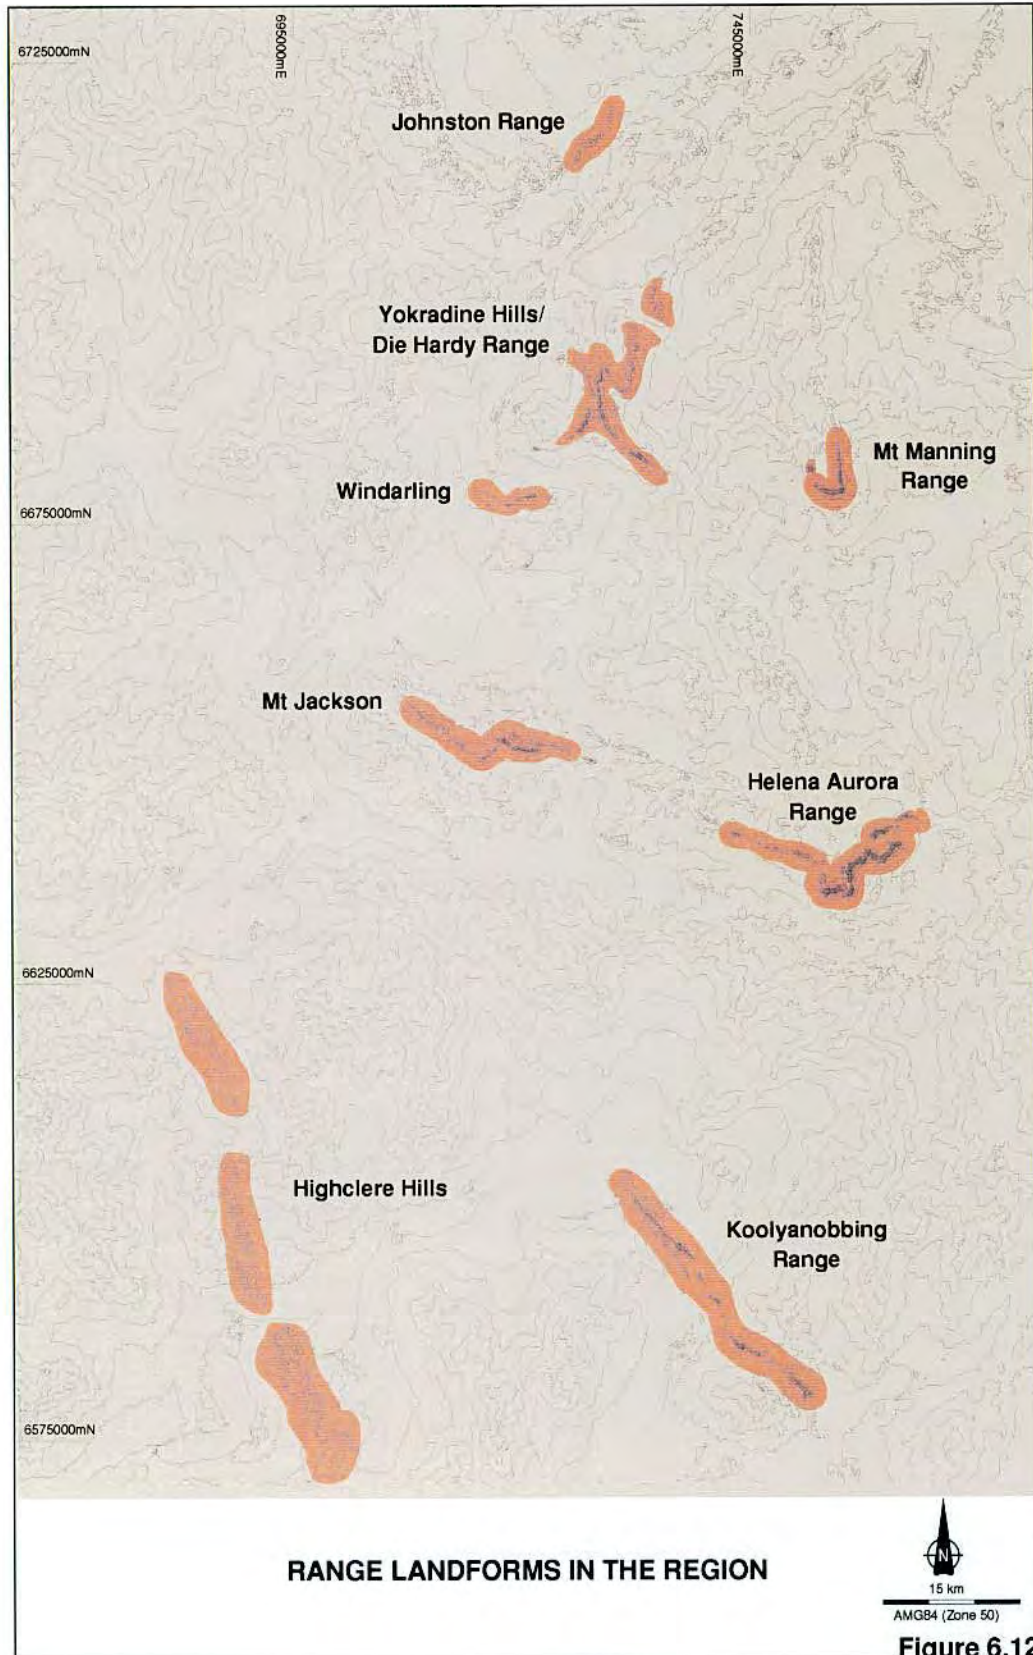 6725000mN
695000mE
745000mE
Johnston Range
Yokradine Hills/
Die Hardy Range
Mt Manning
Range
Windarling
6675000mN
Mt Jackson
Helena Aurora
Range
6625000mN
Highclere Hills
Koolyanobbing
Range
6575000mN
RANGE LANDFORMS IN THE REGION
N
15 km
AMG84 (Zone 50)
Figure 6.12